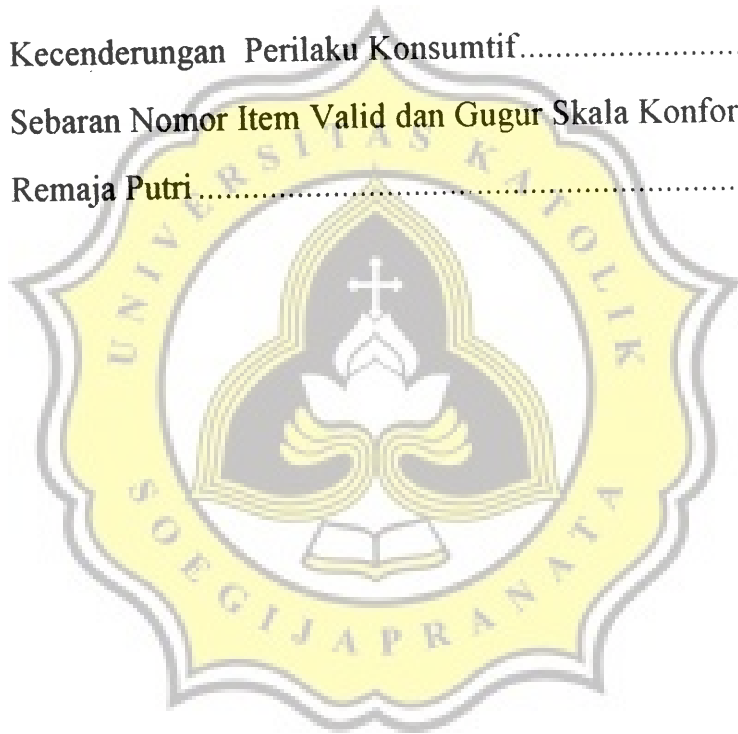 Kecenderungan Perilaku Konsumtif..........................
Sebaran Nomor Item Valid dan Gugur Skala Konfor
Remaja Putri ............................................................
UNIVERSITAS KATOLIK
SOEGIJAPRANATA